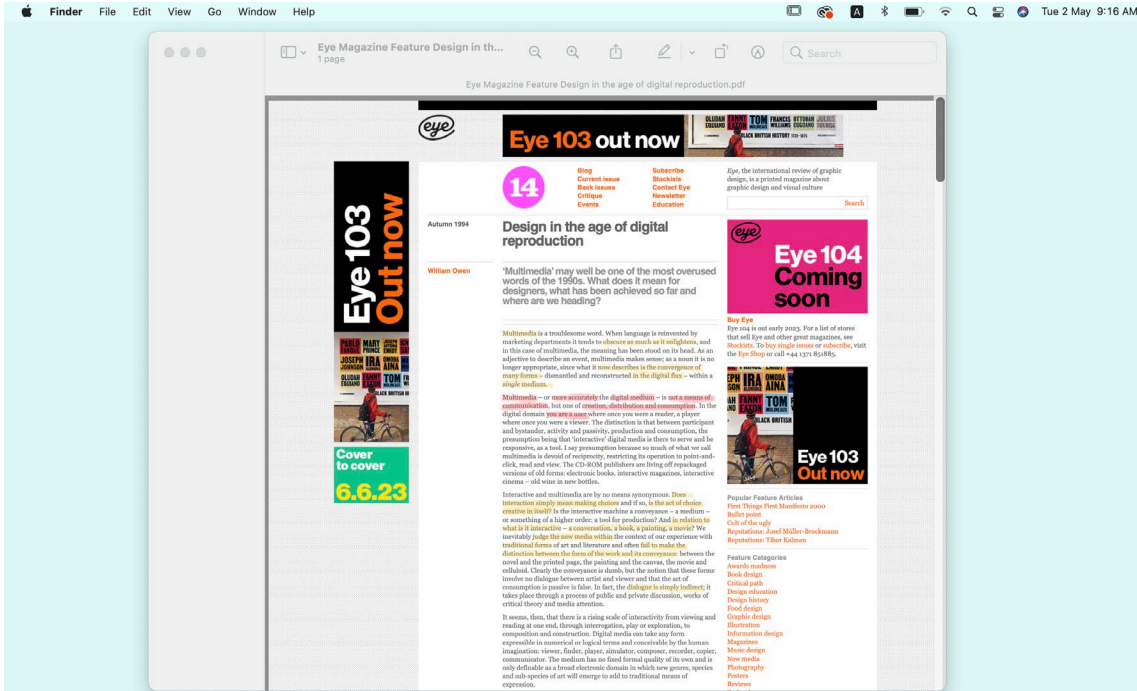 Finder File Edit View Go Window Help
A
Tue 2 May 9:16 AM
Eye Magazine Feature Design in th...
1 page
Search
Eye Magazine Feature Design in the age of digital reproduction.pdf
eye
Eye 103 out now
OLUDAH EQUIANO FANNY EATON TOM MOLINEAUX FRANCIS WILLIAMS OTTOBAH CUGOANO
BLACK BRITISH HISTORY
14
Blog
Current issue
Back issues
Critique
Events
Subscribe
Stockists
Contact Eye
Newsletter
Education
Eye, the international review of graphic
design, is a printed magazine about
graphic design and visual culture
Search
Eye 103
Out now
PABLO FANQUE MARY PRINCE JOSEPH EMIDY
JOSEPH JOHNSON IRA ALDRIDGE OMOBA AINA
OLUDAH EQUIANO FANNY EATON TOM
Cover
to cover
6.6.23
Autumn 1994
Design in the age of digital
reproduction
William Owen
‘Multimedia’ may well be one of the most overused
words of the 1990s. What does it mean for
designers, what has been achieved so far and
where are we heading?
Multimedia is a troublesome word. When language is reinvented by
marketing departments it tends to obscure as much as it enlightens, and
in this case of multimedia, the meaning has been stood on its head. As an
adjective to describe an event, multimedia makes sense; as a noun it is no
longer appropriate, since what it now describes is the convergence of
many forms – dismantled and reconstructed in the digital flux – within a
single medium.
Multimedia – or more accurately the digital medium – is not a means of
communication, but one of creation, distribution and consumption. In the
digital domain you are a user where once you were a reader, a player
where once you were a viewer. The distinction is that between participant
and bystander, activity and passivity, production and consumption, the
presumption being that ‘interactive’ digital media is there to serve and be
responsive, as a tool. I say presumption because so much of what we call
multimedia is devoid of reciprocity, restricting its operation to point-and-
click, read and view. The CD-ROM publishers are living off repackaged
versions of old forms: electronic books, interactive magazines, interactive
cinema – old wine in new bottles.
Interactive and multimedia are by no means synonymous. Does
interaction simply mean making choices and if so, is the act of choice
creative in itself? Is the interactive machine a conveyance – a medium –
or something of a higher order: a tool for production? And in relation to
what is it interactive – a conversation, a book, a painting, a movie? We
inevitably judge the new media within the context of our experience with
traditional forms of art and literature and often fail to make the
distinction between the form of the work and its conveyance: between the
novel and the printed page, the painting and the canvas, the movie and
celluloid. Clearly the conveyance is dumb, but the notion that these forms
involve no dialogue between artist and viewer and that the act of
consumption is passive is false. In fact, the dialogue is simply indirect; it
takes place through a process of public and private discussion, works of
critical theory and media attention.
It seems, then, that there is a rising scale of interactivity from viewing and
reading at one end, through interrogation, play or exploration, to
composition and construction. Digital media can take any form
expressible in numerical or logical terms and conceivable by the human
imagination: viewer, finder, player, simulator, composer, recorder, copier,
communicator. The medium has no fixed formal quality of its own and is
only definable as a broad electronic domain in which new genres, species
and sub-species of art will emerge to add to traditional means of
expression.
eye
Eye 104
Coming
soon
Buy Eye
Eye 104 is out early 2023. For a list of stores
that sell Eye and other great magazines, see
Stockists. To buy single issues or subscribe, visit
the Eye Shop or call +44 1371 851885.
Eye 103
Out now
Popular Feature Articles
First Things First Manifesto 2000
Bullet point
Cult of the ugly
Reputations: Josef Müller-Brockmann
Reputations: Tibor Kalman
Feature Categories
Awards madness
Book design
Critical path
Design education
Design history
Food design
Graphic design
Illustration
Information design
Magazines
Music design
New media
Photography
Posters
Reviews